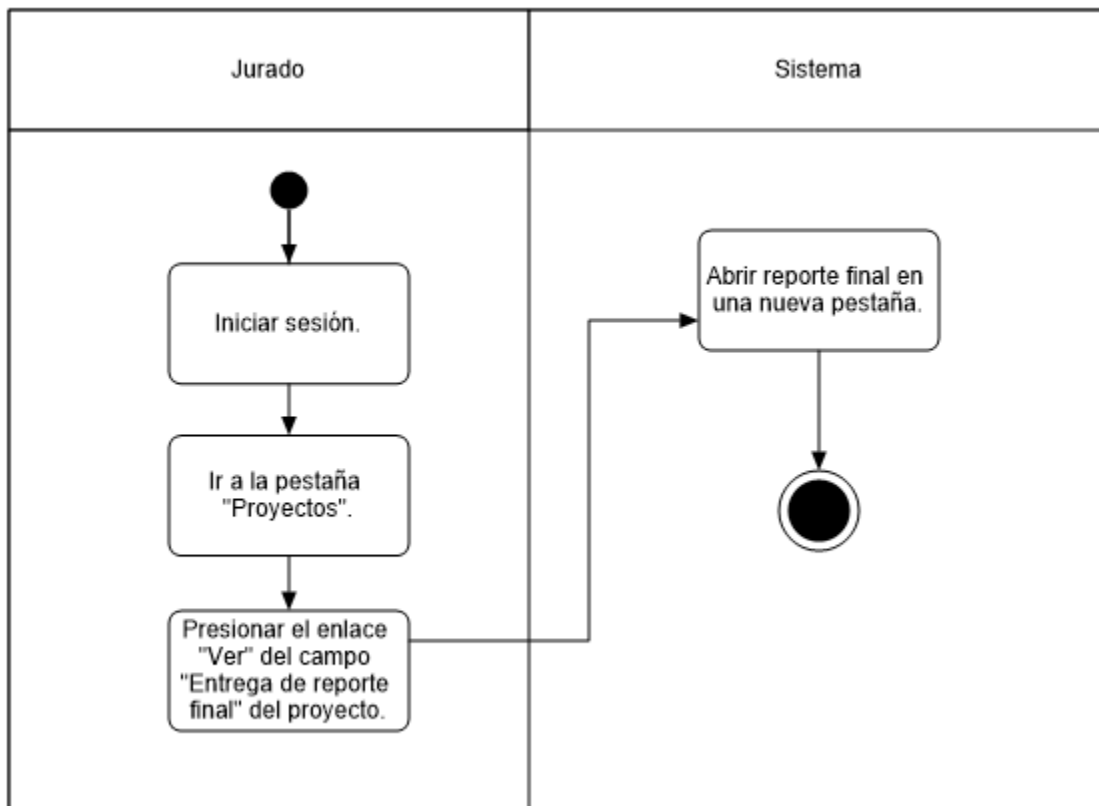 Jurado
Sistema
Iniciar sesión.
Ir a la pestaña
"Proyectos".
Presionar el enlace
"Ver" del campo
"Entrega de reporte
final" del proyecto.
Abrir reporte final en
una nueva pestaña.